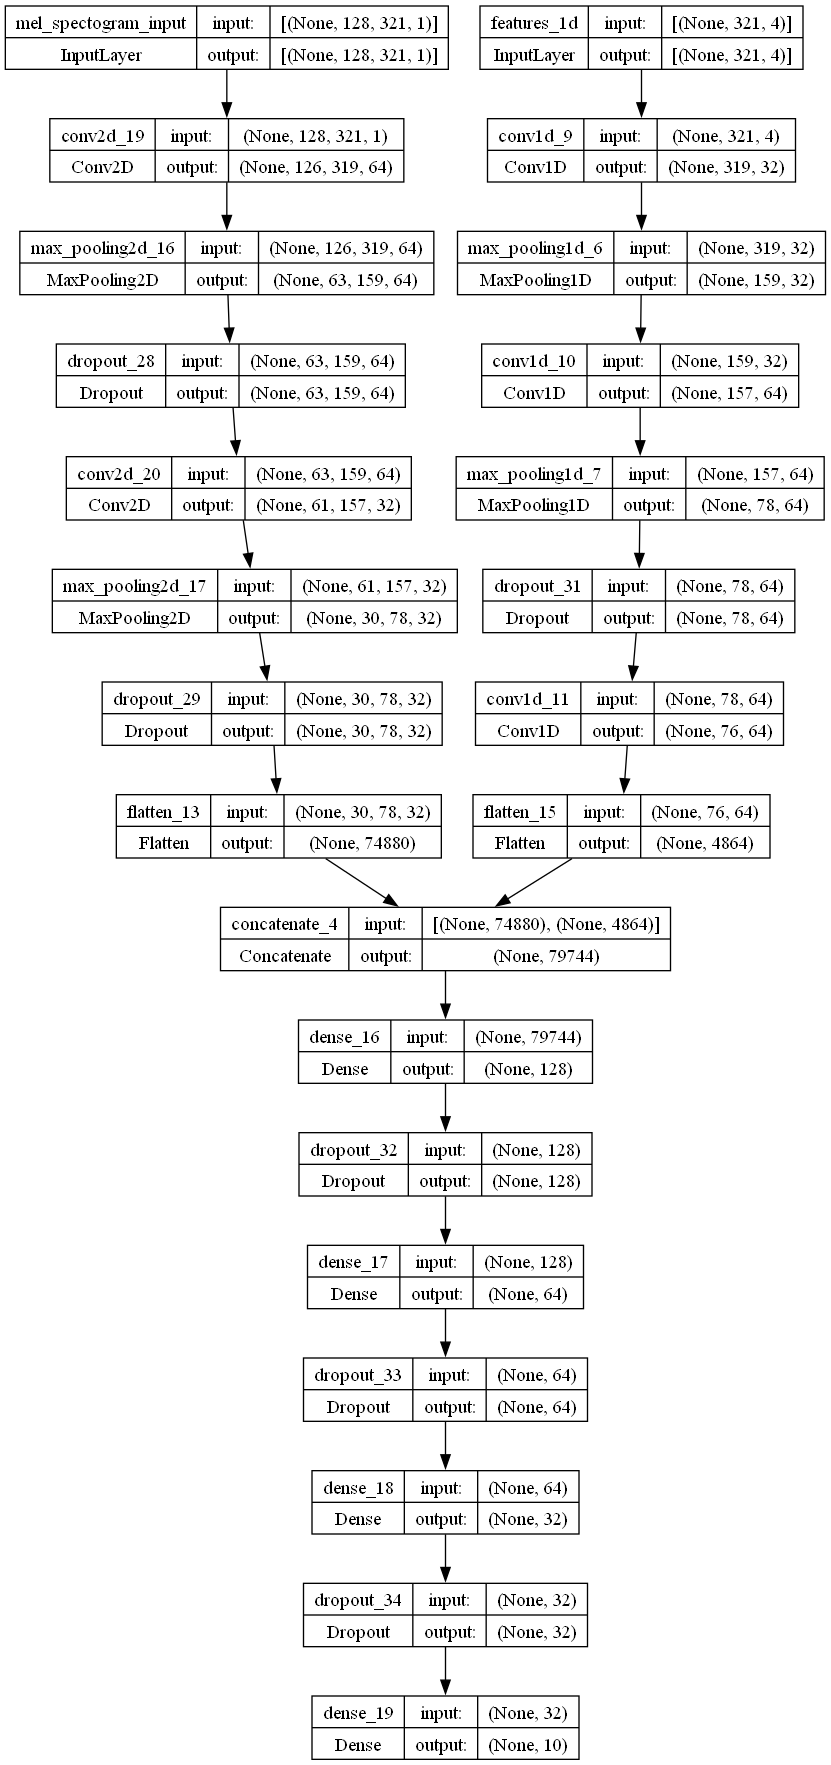 mel_spectogram_input input: [(None, 128, 321, 1)]
InputLayer output: [(None, 128, 321, 1)]
features_1d input: [(None, 321, 4)]
InputLayer output: [(None, 321, 4)]
conv2d_19 input: (None, 128, 321, 1)
Conv2D output: (None, 126, 319, 64)
conv1d_9 input: (None, 321, 4)
Conv1D output: (None, 319, 32)
max_pooling2d_16 input: (None, 126, 319, 64)
MaxPooling2D output: (None, 63, 159, 64)
max_pooling1d_6 input: (None, 319, 32)
MaxPooling1D output: (None, 159, 32)
dropout_28 input: (None, 63, 159, 64)
Dropout output: (None, 63, 159, 64)
conv1d_10 input: (None, 159, 32)
Conv1D output: (None, 157, 64)
conv2d_20 input: (None, 63, 159, 64)
Conv2D output: (None, 61, 157, 32)
max_pooling1d_7 input: (None, 157, 64)
MaxPooling1D output: (None, 78, 64)
max_pooling2d_17 input: (None, 61, 157, 32)
MaxPooling2D output: (None, 30, 78, 32)
dropout_31 input: (None, 78, 64)
Dropout output: (None, 78, 64)
dropout_29 input: (None, 30, 78, 32)
Dropout output: (None, 30, 78, 32)
conv1d_11 input: (None, 78, 64)
Conv1D output: (None, 76, 64)
flatten_13 input: (None, 30, 78, 32)
Flatten output: (None, 74880)
flatten_15 input: (None, 76, 64)
Flatten output: (None, 4864)
concatenate_4 input: [(None, 74880), (None, 4864)]
Concatenate output: (None, 79744)
dense_16 input: (None, 79744)
Dense output: (None, 128)
dropout_32 input: (None, 128)
Dropout output: (None, 128)
dense_17 input: (None, 128)
Dense output: (None, 64)
dropout_33 input: (None, 64)
Dropout output: (None, 64)
dense_18 input: (None, 64)
Dense output: (None, 32)
dropout_34 input: (None, 32)
Dropout output: (None, 32)
dense_19 input: (None, 32)
Dense output: (None, 10)